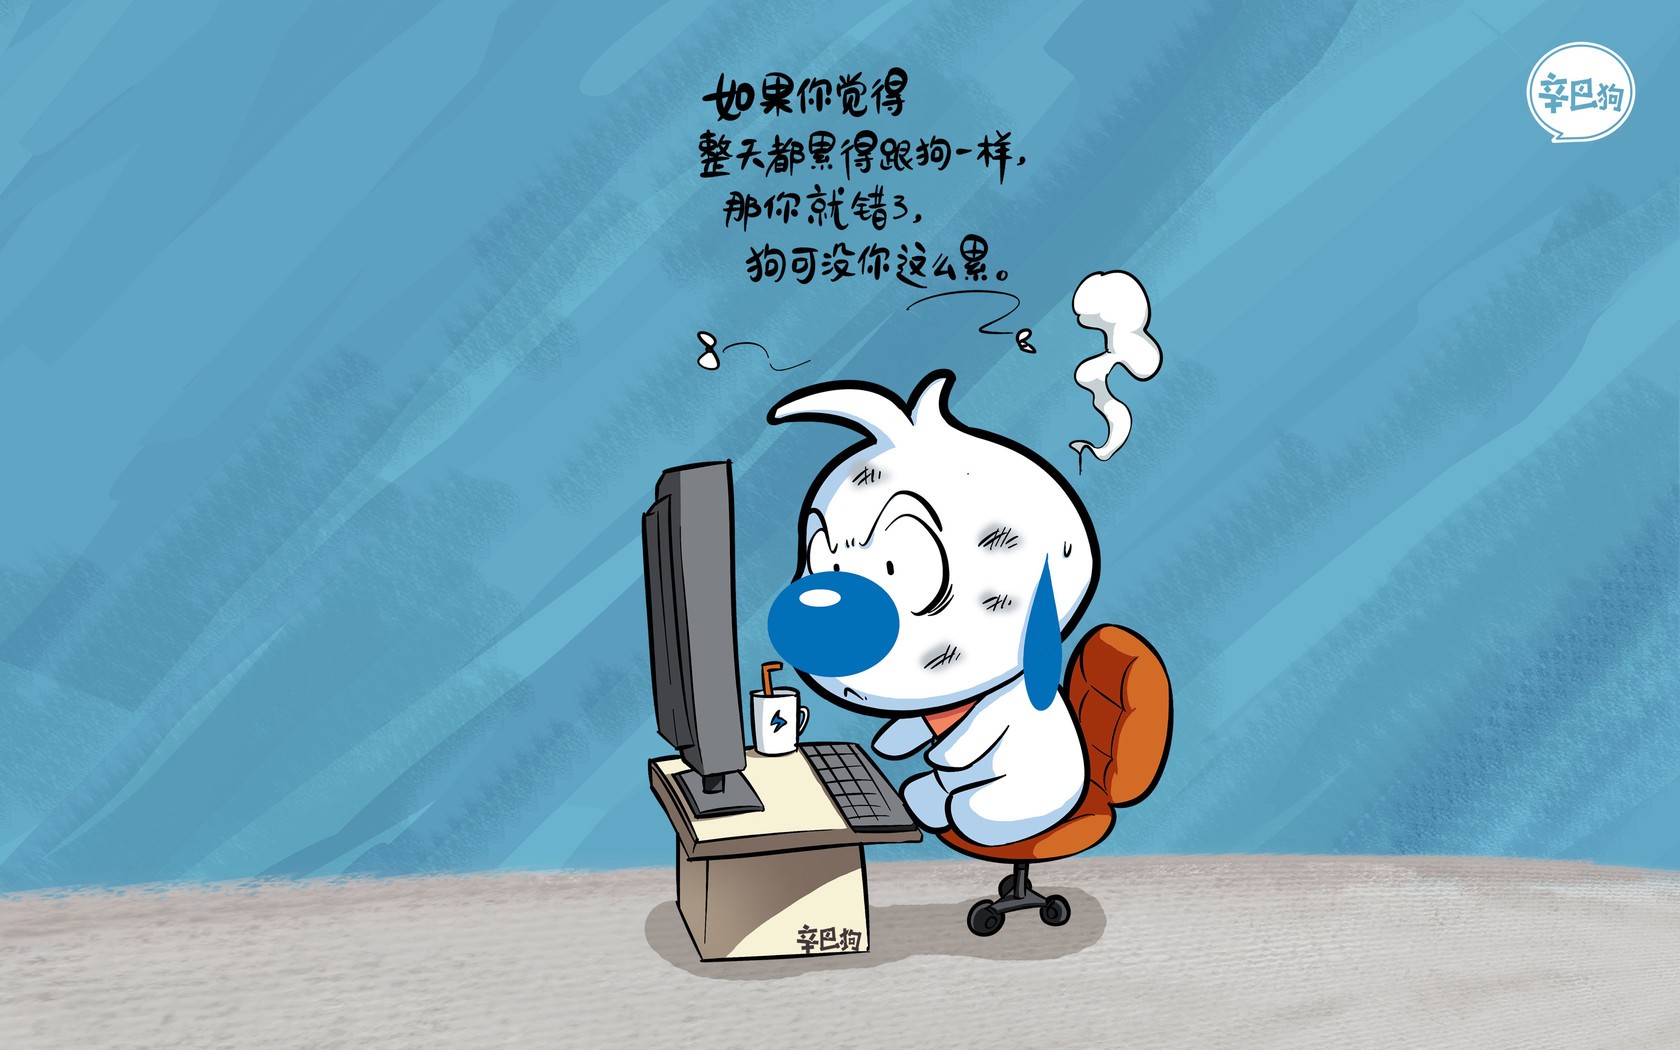 如果你觉得
整天都累得跟狗一样，
那你就错了，
狗可没你这么累。
辛巴狗
辛巴狗